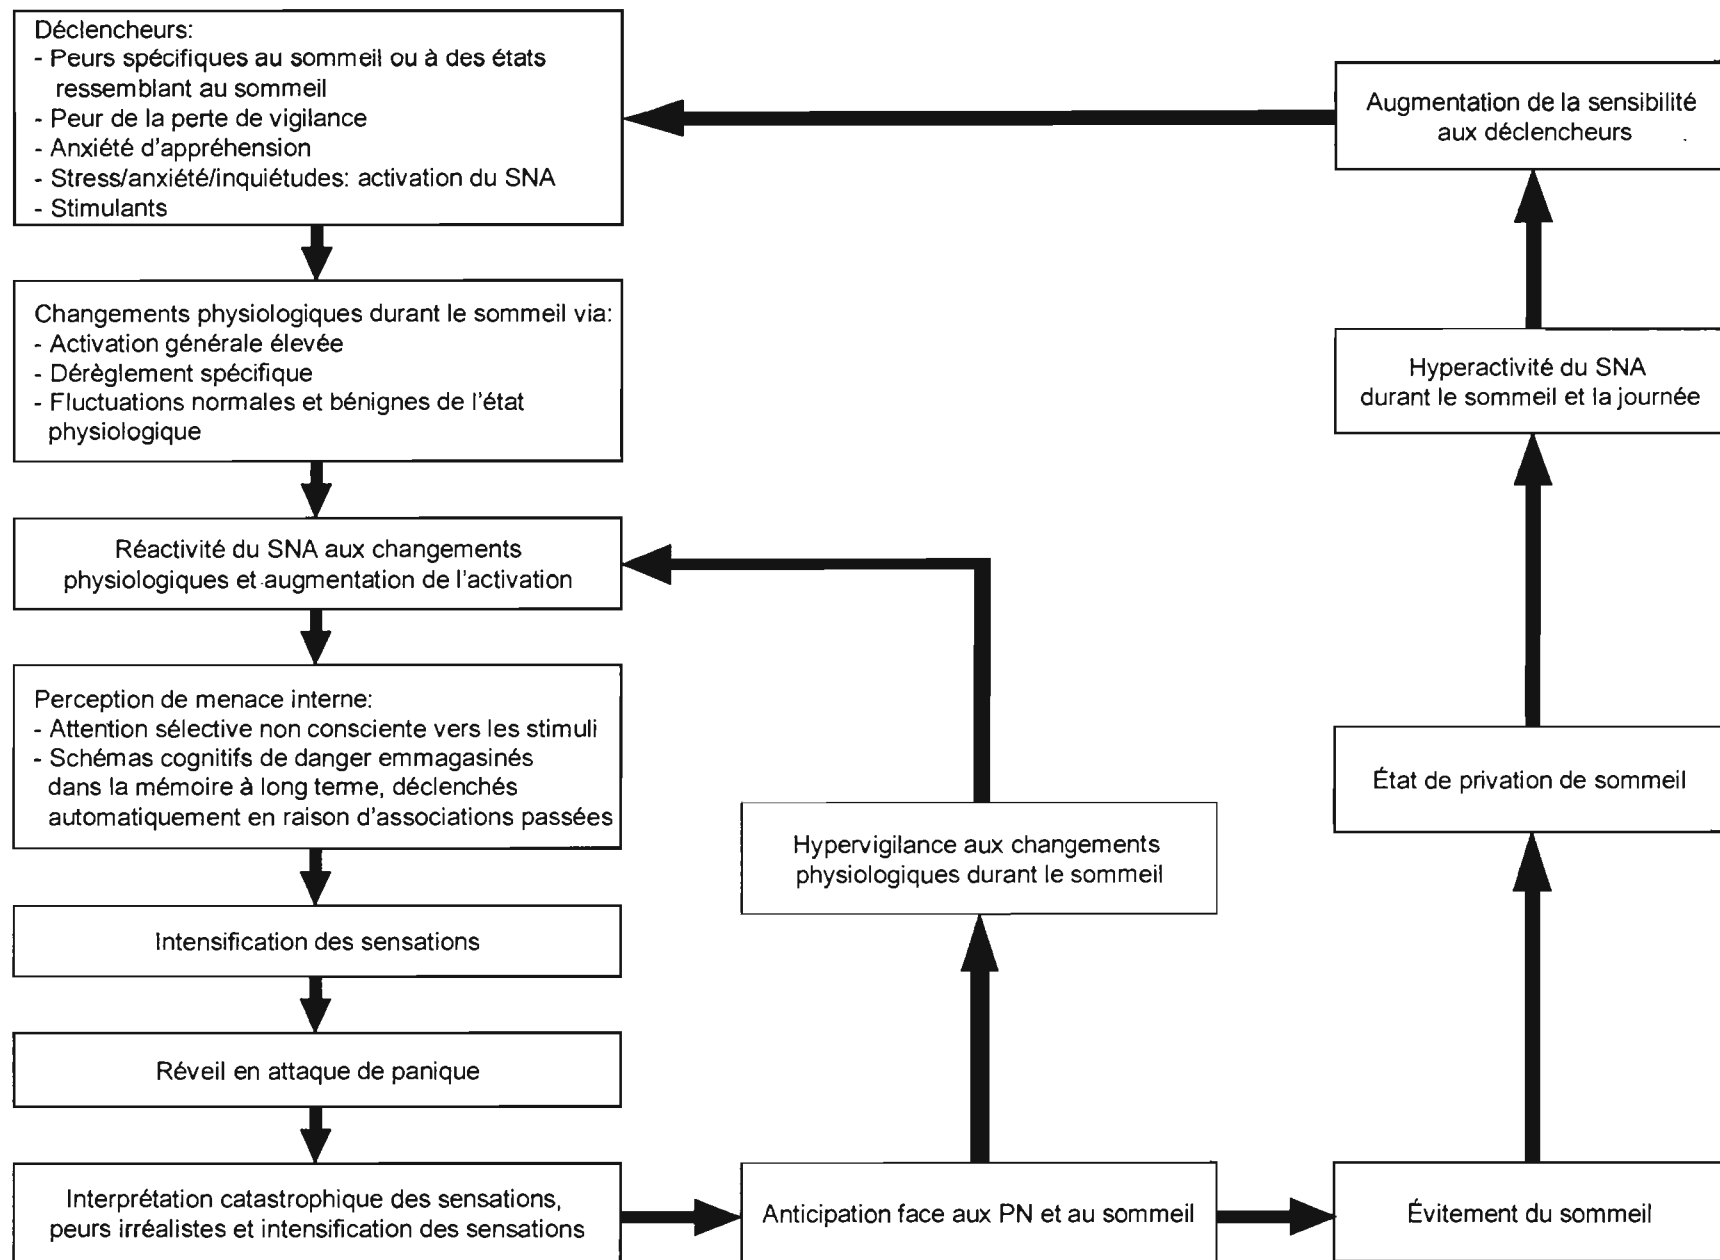 Déclencheurs:
- Peurs spécifiques au sommeil ou à des états
ressemblant au sommeil
- Peur de la perte de vigilance
- Anxiété d'appréhension
- Stress/anxiété/inquiétudes: activation du SNA
- Stimulants
Changements physiologiques durant le sommeil via:
- Activation générale élevée
- Dérèglement spécifique
- Fluctuations normales et bénignes de l'état
physiologique
Réactivité du SNA aux changements
physiologiques et augmentation de l'activation
Perception de menace interne:
- Attention sélective non consciente vers les stimuli
- Schémas cognitifs de danger emmagasinés
dans la mémoire à long terme, déclenchés
automatiquement en raison d'associations passées
Intensification des sensations
Réveil en attaque de panique
Interprétation catastrophique des sensations,
peurs irréalistes et intensification des sensations
Anticipation face aux PN et au sommeil
Hypervigilance aux changements
physiologiques durant le sommeil
Évitement du sommeil
État de privation de sommeil
Hyperactivité du SNA
durant le sommeil et la journée
Augmentation de la sensibilité
aux déclencheurs